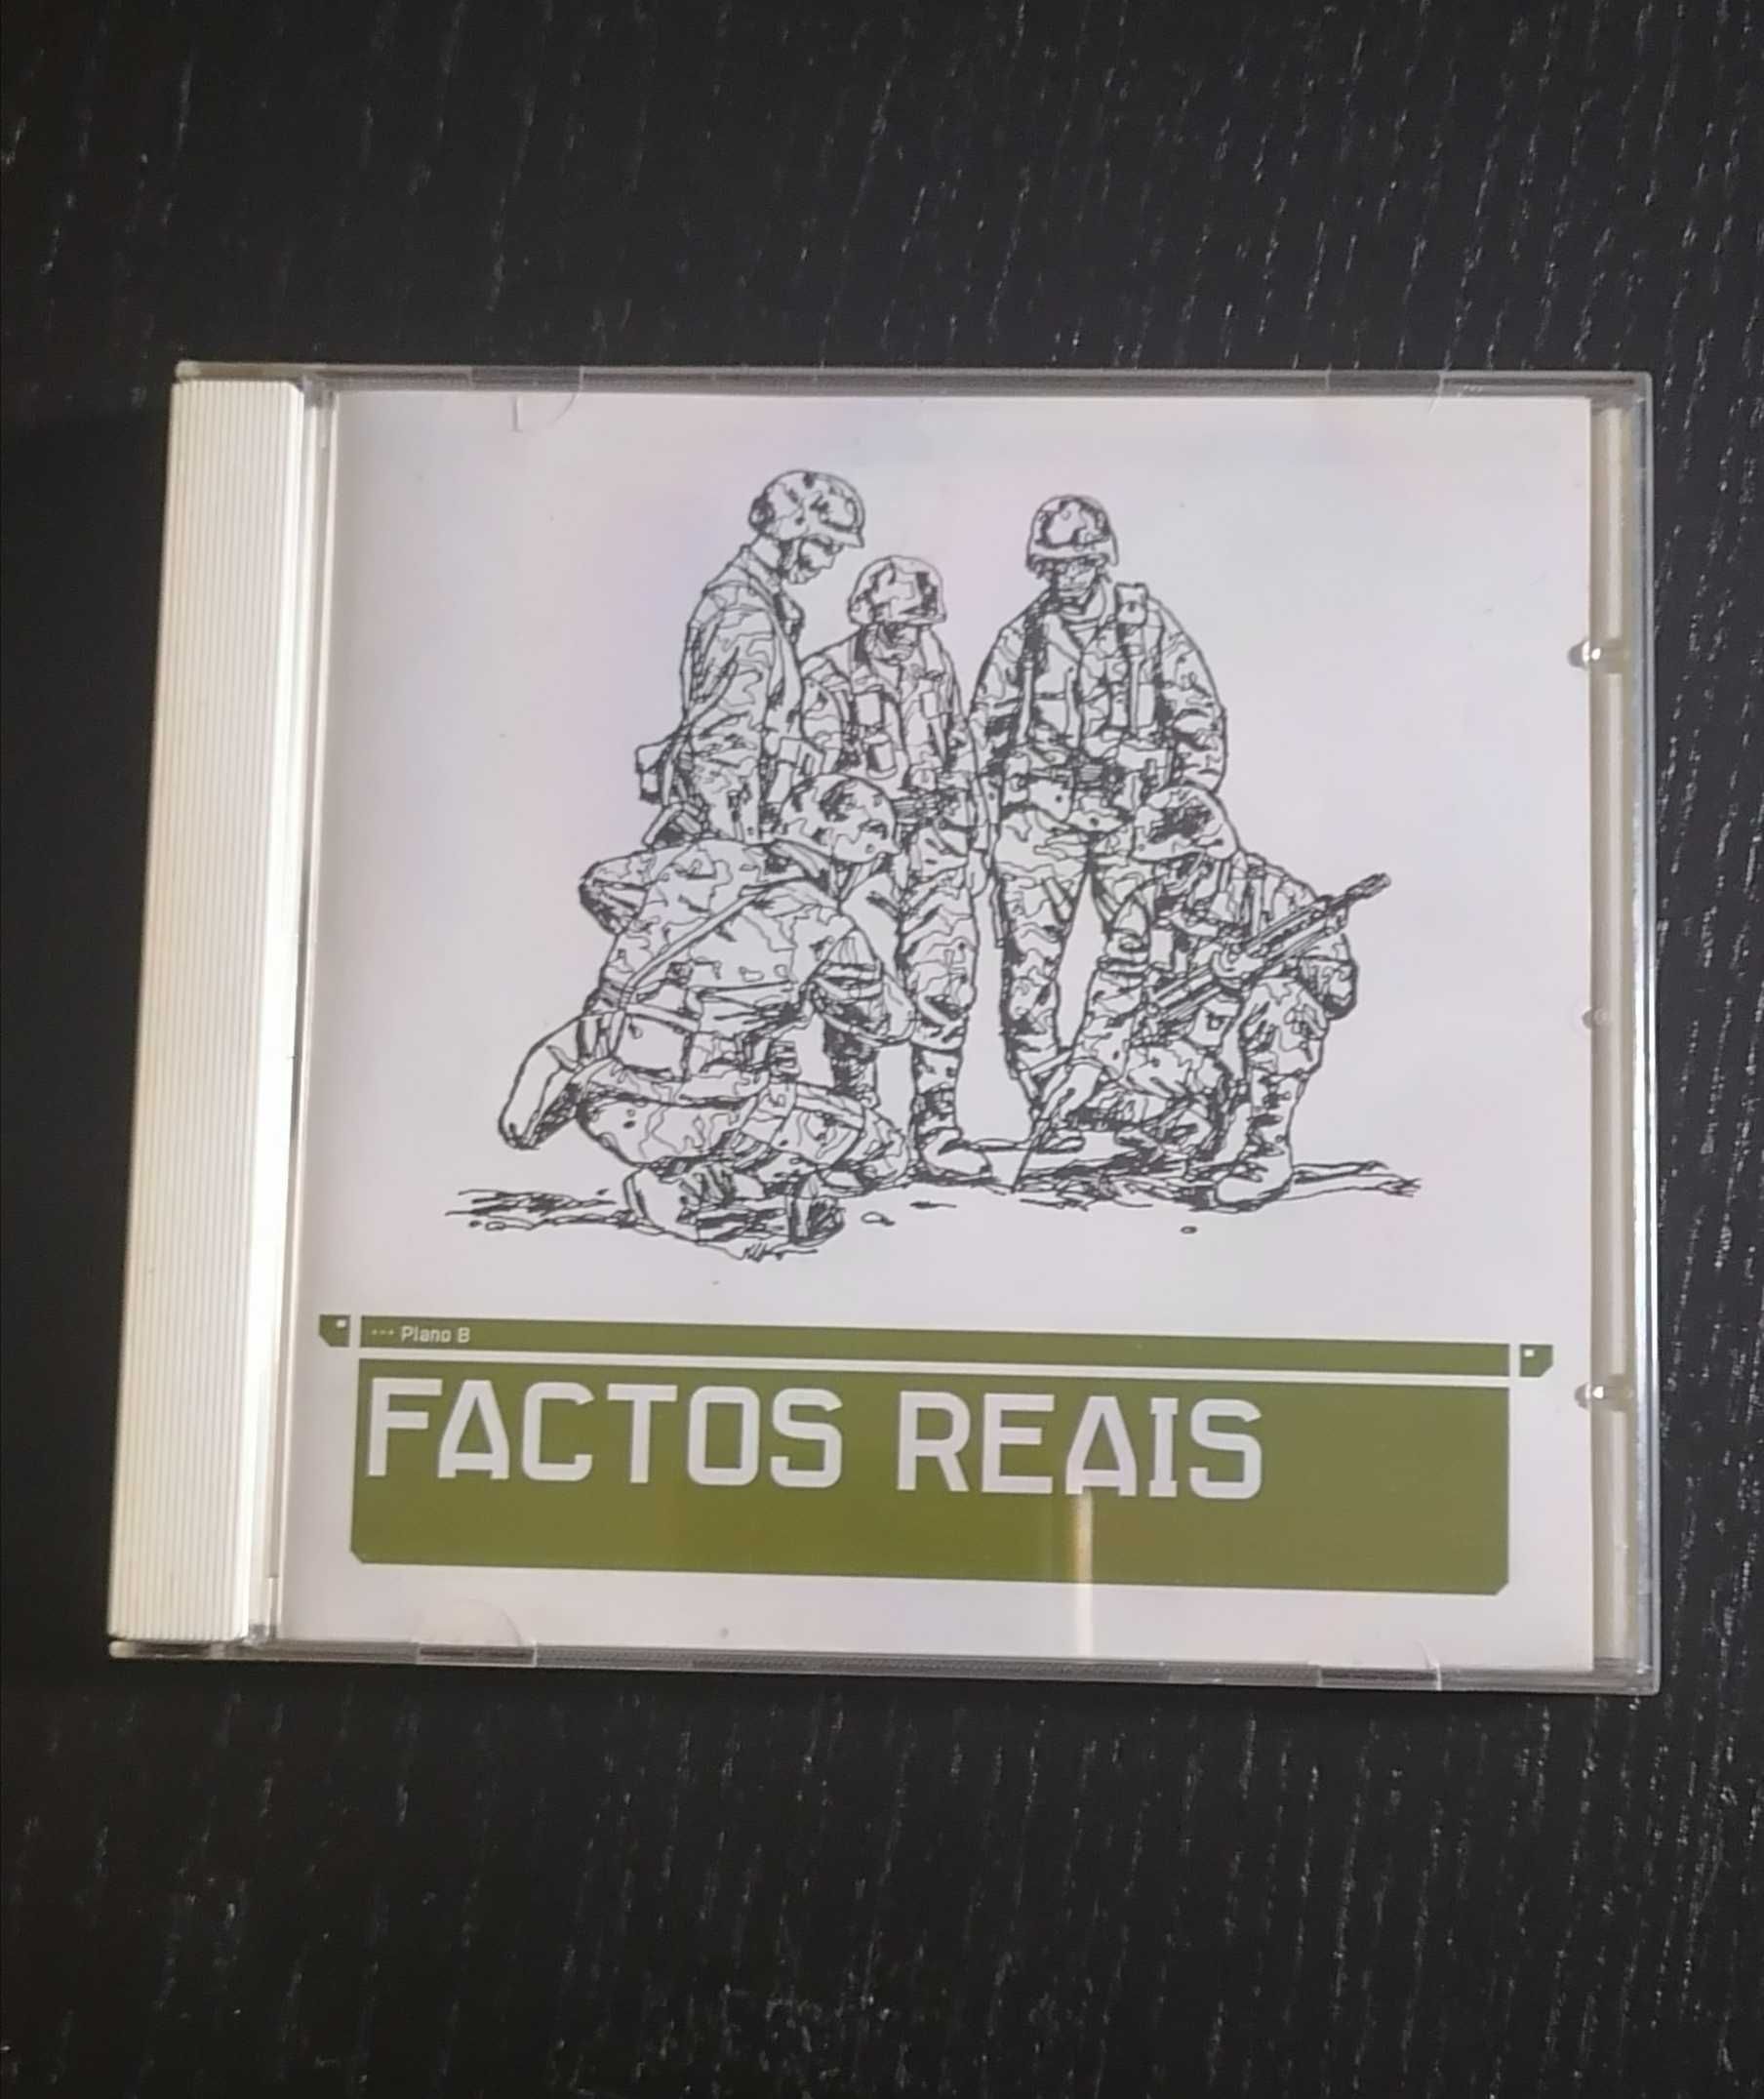 --- Plano B
FACTOS REAIS